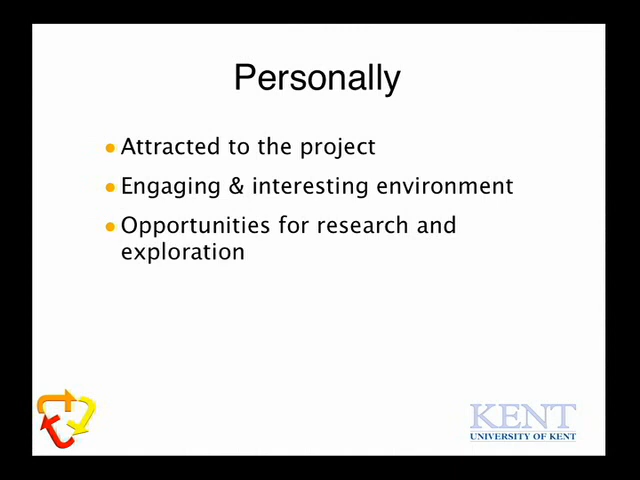 Personally
Attracted to the project
Engaging & interesting environment
Opportunities for research and
exploration
KENT
UNIVERSITY OF KENT